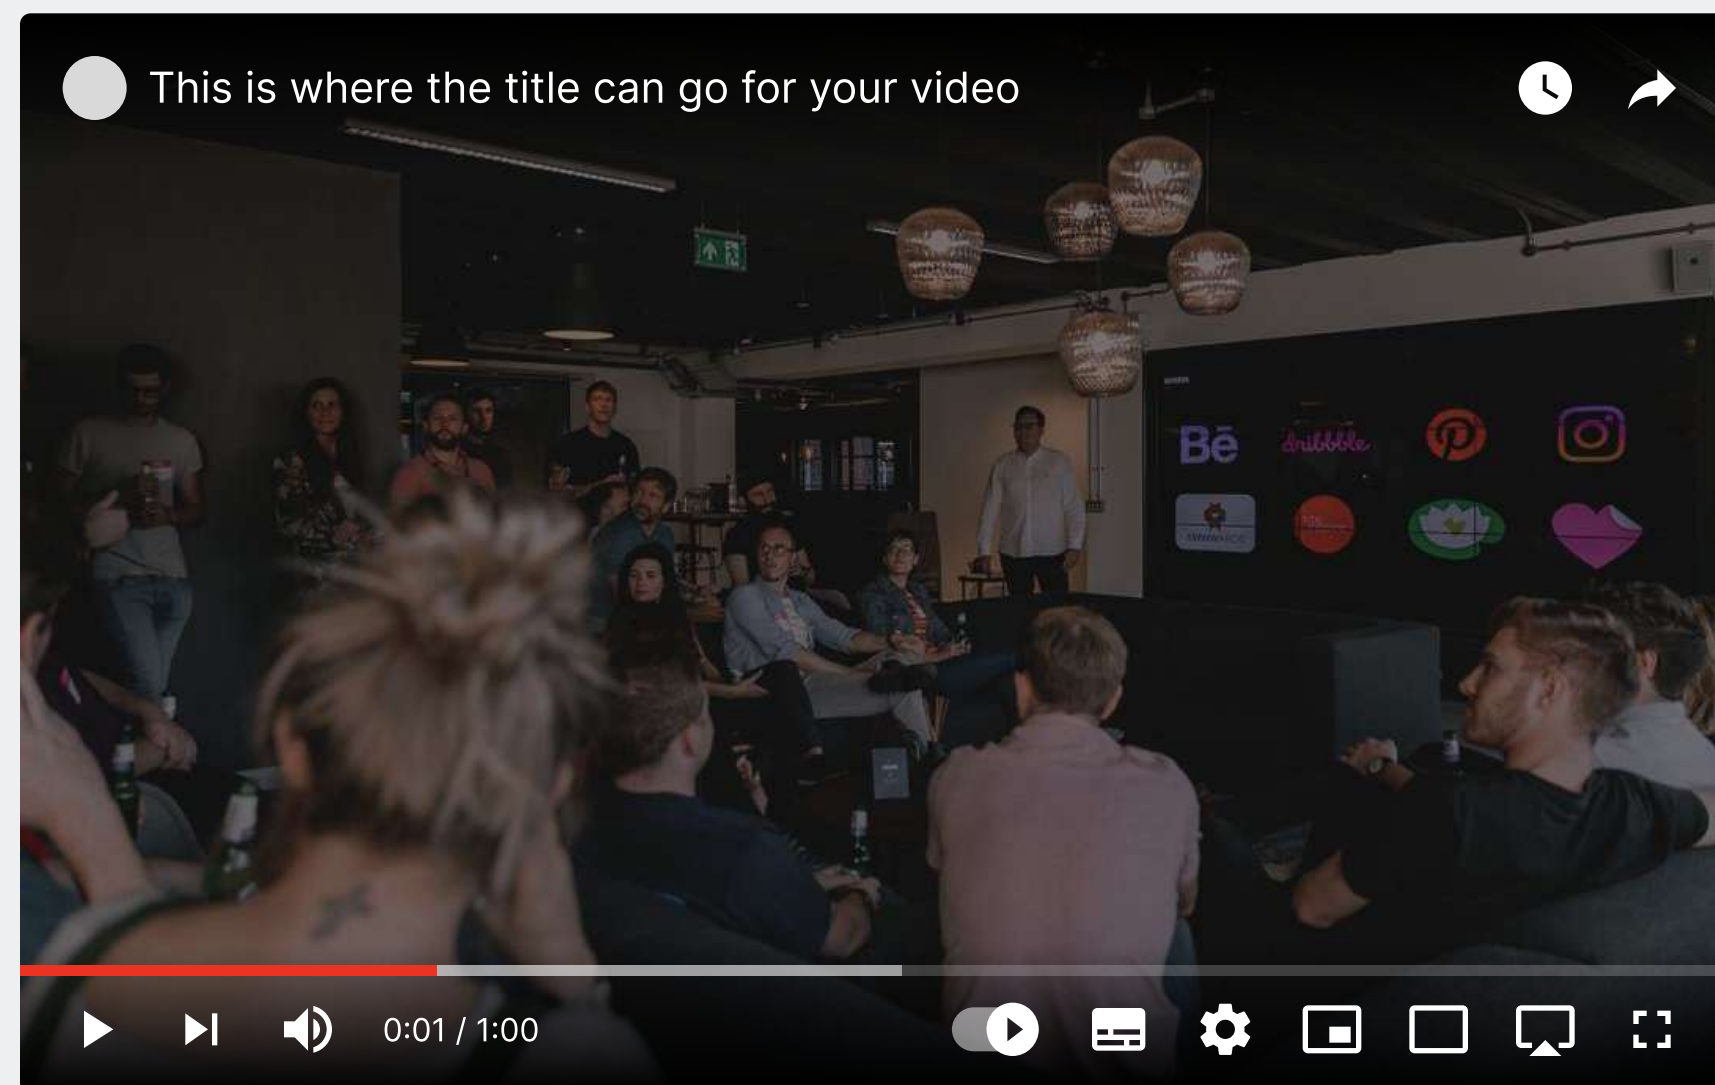 This is where the title can go for your video
Bē
dribbble
0:01 / 1:00